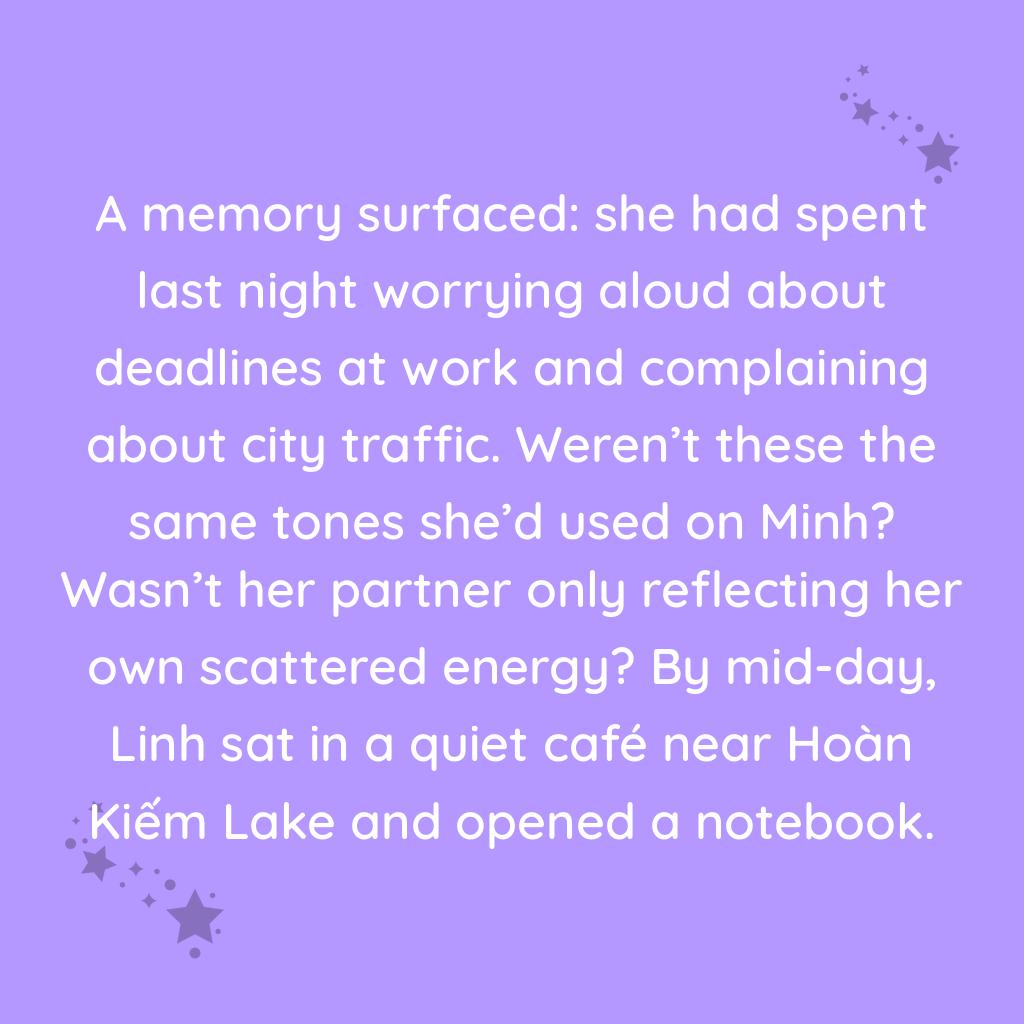 A memory surfaced: she had spent
last night worrying aloud about
deadlines at work and complaining
about city traffic. Weren’t these the
same tones she’d used on Minh?
Wasn’t her partner only reflecting her
own scattered energy? By mid-day,
Linh sat in a quiet café near Hoàn
Kiếm Lake and opened a notebook.